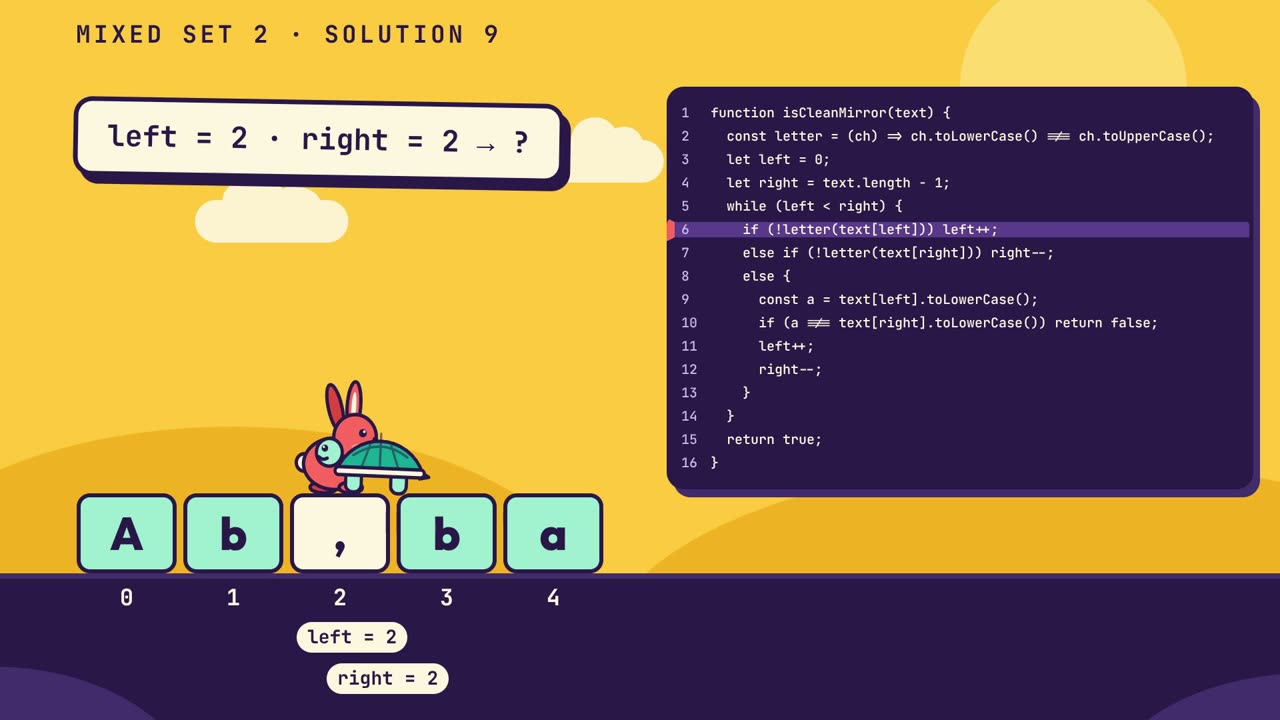 MIXED SET 2 · SOLUTION 9
left = 2 · right = 2 → ?
1 function isCleanMirror(text) {
2 const letter = (ch) => ch.toLowerCase() !== ch.toUpperCase();
3 let left = 0;
4 let right = text.length - 1;
5 while (left < right) {
6 if (!letter(text[left])) left++;
7 else if (!letter(text[right])) right--;
8 else {
9 const a = text[left].toLowerCase();
10 if (a !== text[right].toLowerCase()) return false;
11 left++;
12 right--;
13 }
14 }
15 return true;
16 }
A b , b a
0 1 2 3 4
left = 2
right = 2